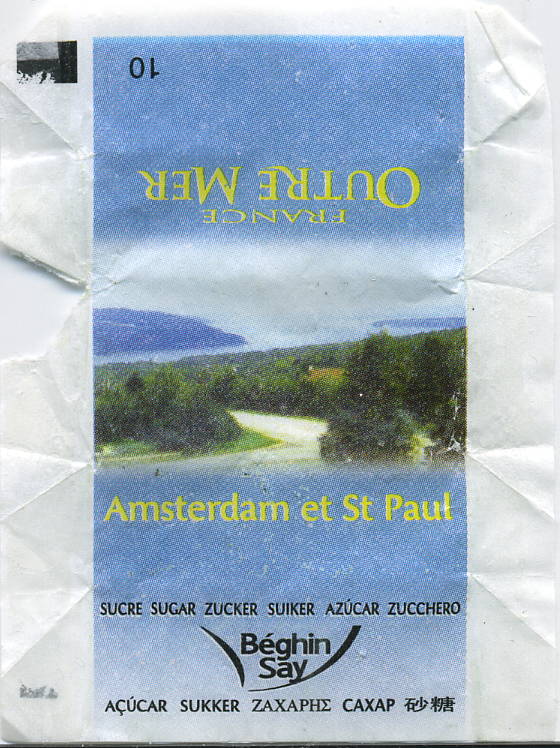 10
FRANCE
OUTRE MER
Amsterdam et St Paul
SUCRE SUGAR ZUCKER SUIKER AZÚCAR ZUCCHERO
Béghin
Say
AÇÚCAR SUKKER ΖΑΧΑΡΗΣ CAXAP 砂糖